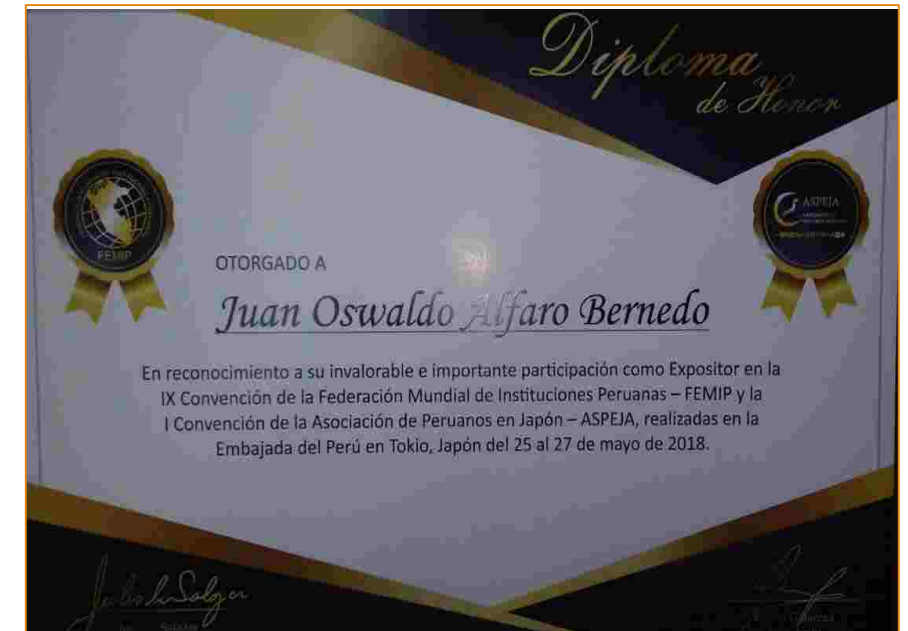 Diploma
de Honor
FEMIP
ASPEJA
OTORGADO A
Juan Oswaldo Alfaro Bernedo
En reconocimiento a su invalorable e importante participación como Expositor en la
IX Convención de la Federación Mundial de Instituciones Peruanas – FEMIP y la
I Convención de la Asociación de Peruanos en Japón – ASPEJA, realizadas en la
Embajada del Perú en Tokio, Japón del 25 al 27 de mayo de 2018.